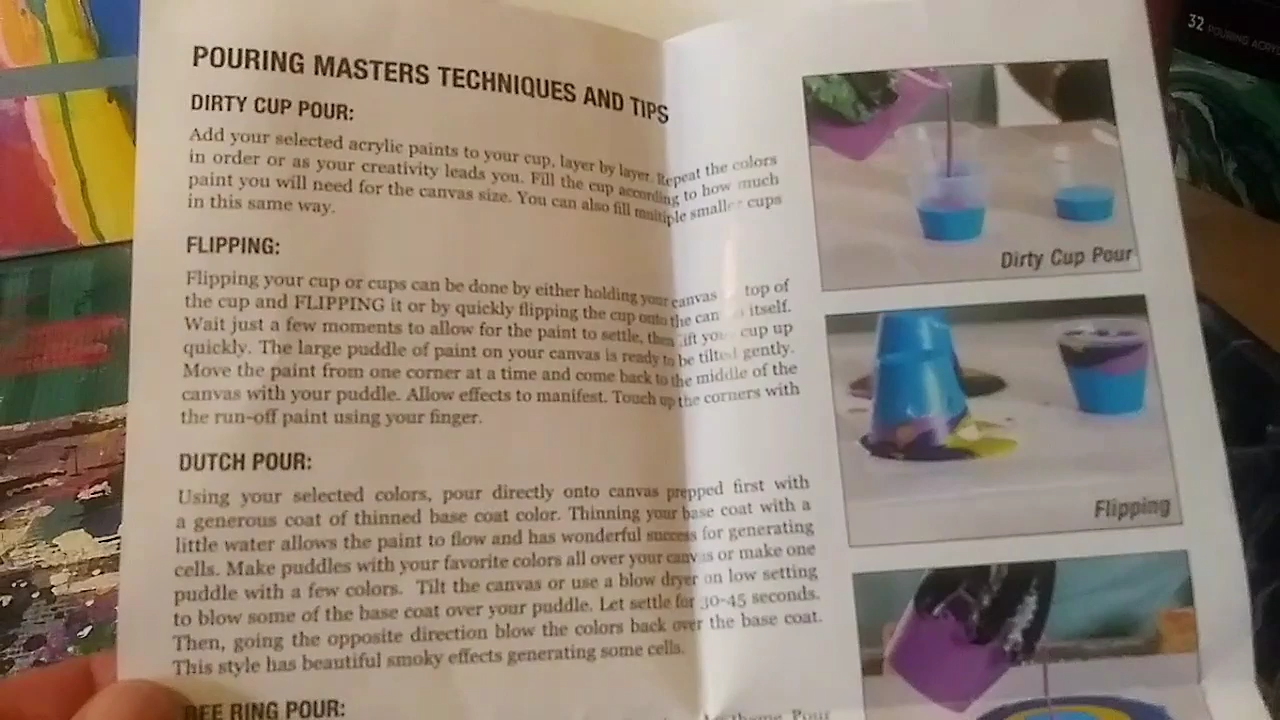 POURING MASTERS TECHNIQUES AND TIPS
DIRTY CUP POUR:
Add your selected acrylic paints to your cup, layer by layer. Repeat the colors
in order or as your creativity leads you. Fill the cup according to how much
paint you will need for the canvas size. You can also fill multiple smaller cups
in this same way.
FLIPPING:
Flipping your cup or cups can be done by either holding your canvas top of
the cup and FLIPPING it or by quickly flipping the cup onto the can itself.
Wait just a few moments to allow for the paint to settle, then lift your cup up
quickly. The large puddle of paint on your canvas is ready to be tilted gently.
Move the paint from one corner at a time and come back to the middle of the
canvas with your puddle. Allow effects to manifest. Touch up the corners with
the run-off paint using your finger.
DUTCH POUR:
Using your selected colors, pour directly onto canvas prepped first with
a generous coat of thinned base coat color. Thinning your base coat with a
little water allows the paint to flow and has wonderful success for generating
cells. Make puddles with your favorite colors all over your canvas or make one
puddle with a few colors. Tilt the canvas or use a blow dryer on low setting
to blow some of the base coat over your puddle. Let settle for 30-45 seconds.
Then, going the opposite direction blow the colors back over the base coat.
This style has beautiful smoky effects generating some cells.
RING POUR:
Pour
Dirty Cup Pour
Flipping
32 POURING